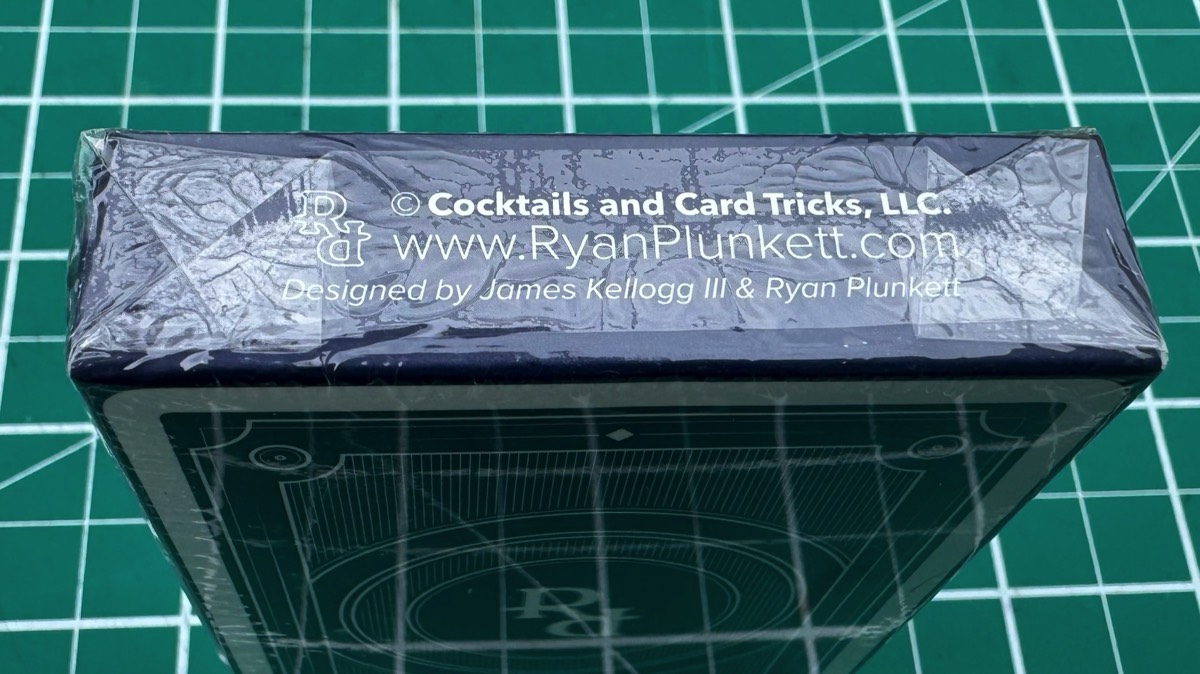 © Cocktails and Card Tricks, LLC.
www.RyanPlunkett.com
Designed by James Kellogg III & Ryan Plunkett